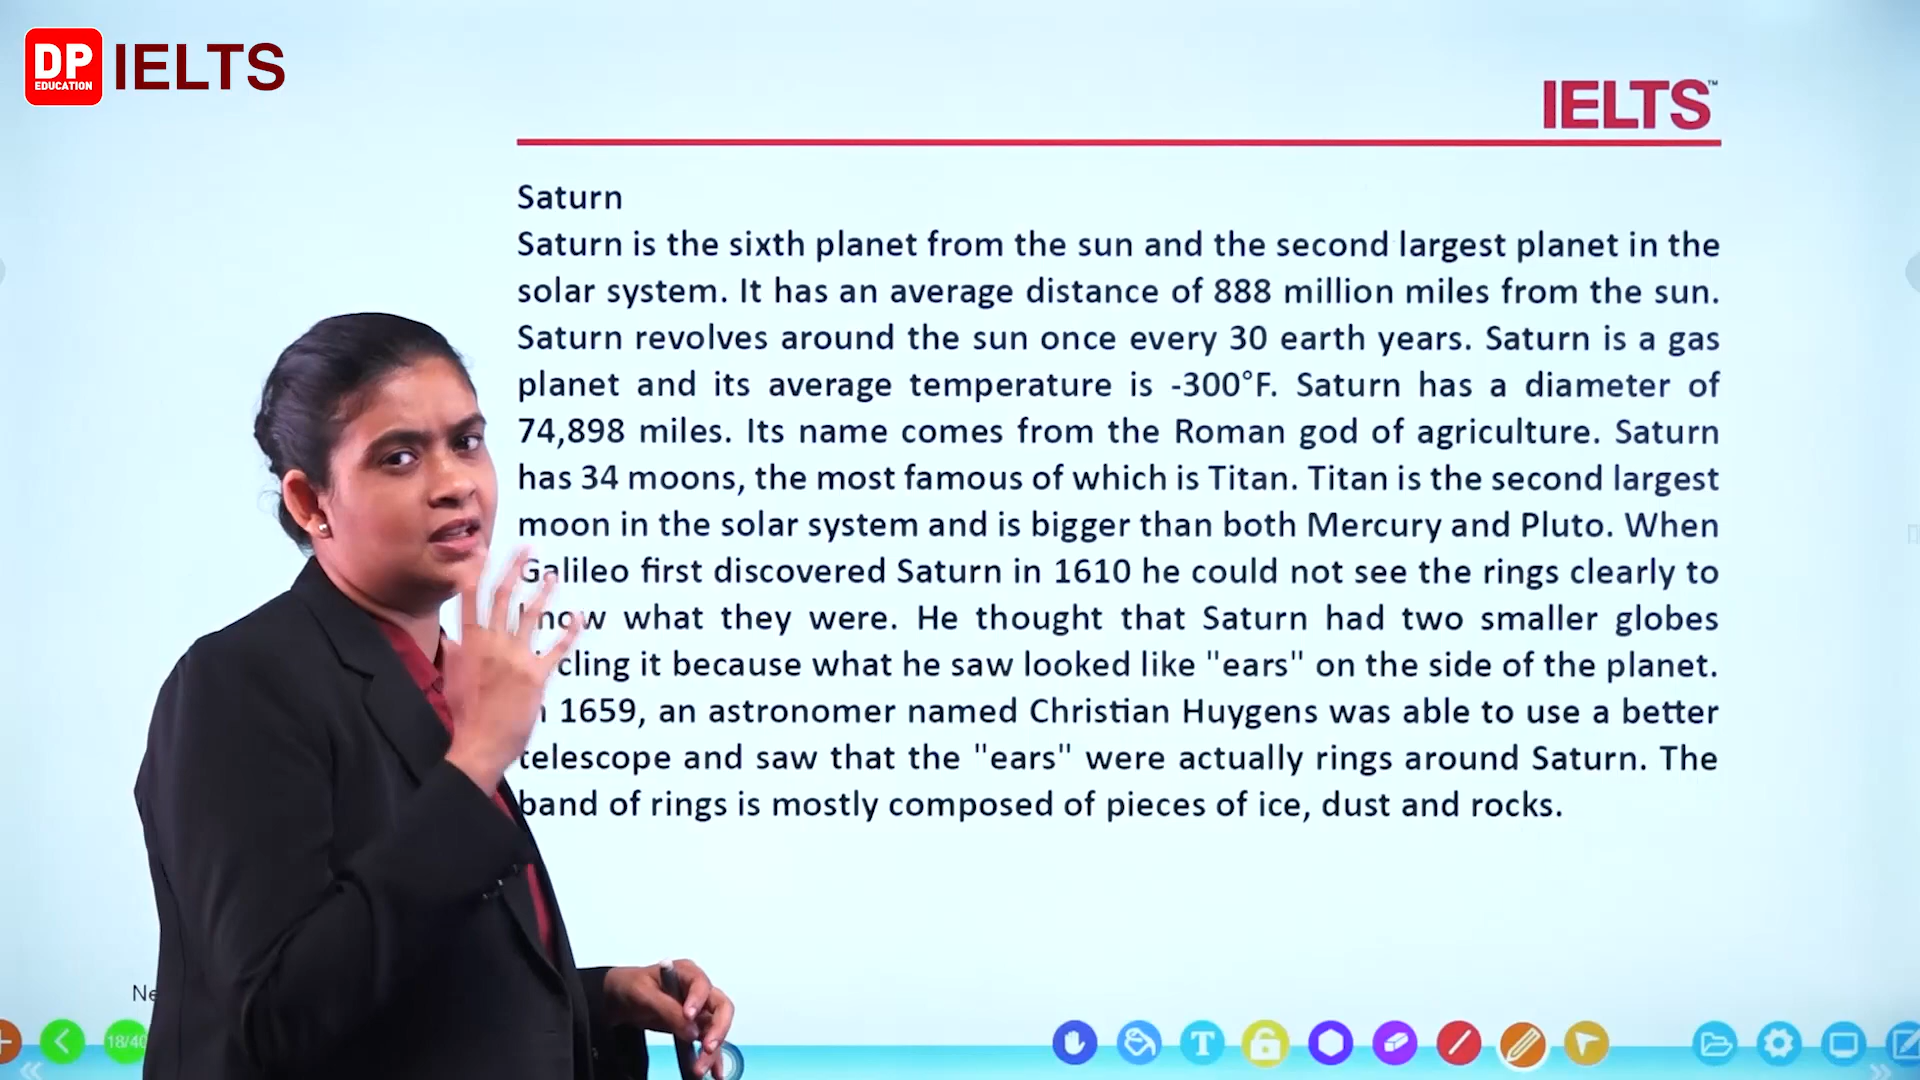 DP
EDUCATION
IELTS
IELTS™
Saturn
Saturn is the sixth planet from the sun and the second largest planet in the
solar system. It has an average distance of 888 million miles from the sun.
Saturn revolves around the sun once every 30 earth years. Saturn is a gas
planet and its average temperature is -300°F. Saturn has a diameter of
74,898 miles. Its name comes from the Roman god of agriculture. Saturn
has 34 moons, the most famous of which is Titan. Titan is the second largest
moon in the solar system and is bigger than both Mercury and Pluto. When
Galileo first discovered Saturn in 1610 he could not see the rings clearly to
know what they were. He thought that Saturn had two smaller globes
it because what he saw looked like "ears" on the side of the planet.
1659, an astronomer named Christian Huygens was able to use a better
telescope and saw that the "ears" were actually rings around Saturn. The
band of rings is mostly composed of pieces of ice, dust and rocks.
18/40
T